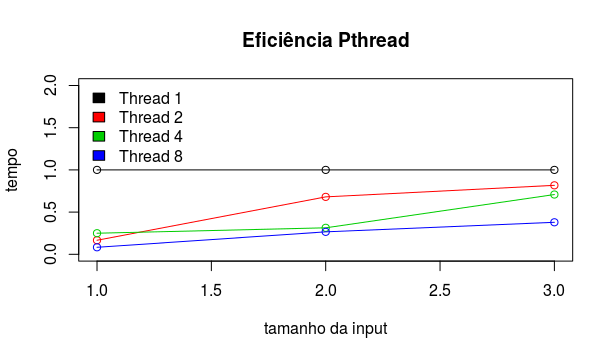 Eficiência Pthread
tempo
2.0
1.5
1.0
0.5
0.0
Thread 1
Thread 2
Thread 4
Thread 8
1.0 1.5 2.0 2.5 3.0
tamanho da input